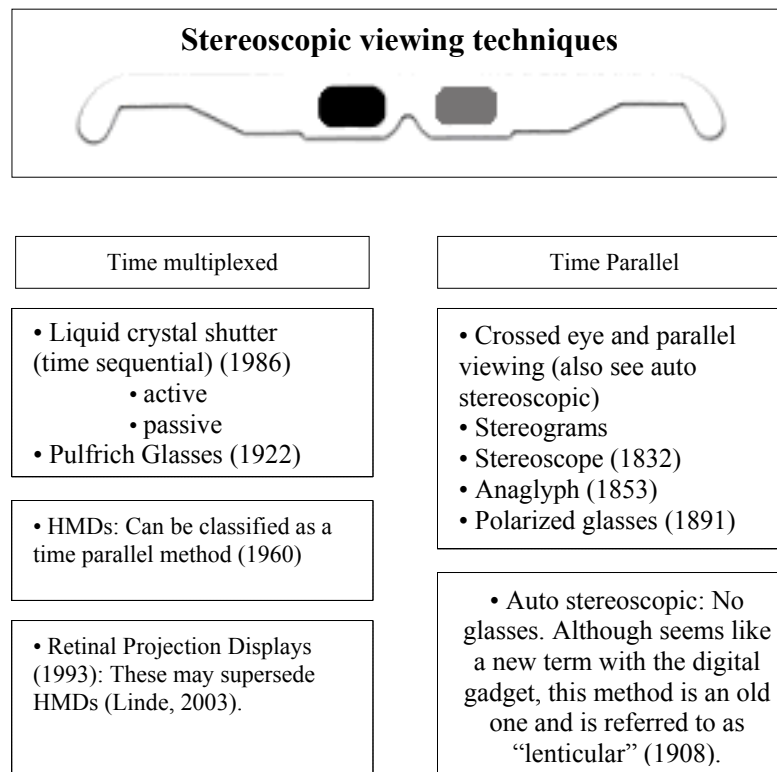 Stereoscopic viewing techniques
Time multiplexed
• Liquid crystal shutter
(time sequential) (1986)
• active
• passive
• Pulfrich Glasses (1922)
• HMDs: Can be classified as a
time parallel method (1960)
• Retinal Projection Displays
(1993): These may supersede
HMDs (Linde, 2003).
Time Parallel
• Crossed eye and parallel
viewing (also see auto
stereoscopic)
• Stereograms
• Stereoscope (1832)
• Anaglyph (1853)
• Polarized glasses (1891)
• Auto stereoscopic: No
glasses. Although seems like
a new term with the digital
gadget, this method is an old
one and is referred to as
“lenticular” (1908).